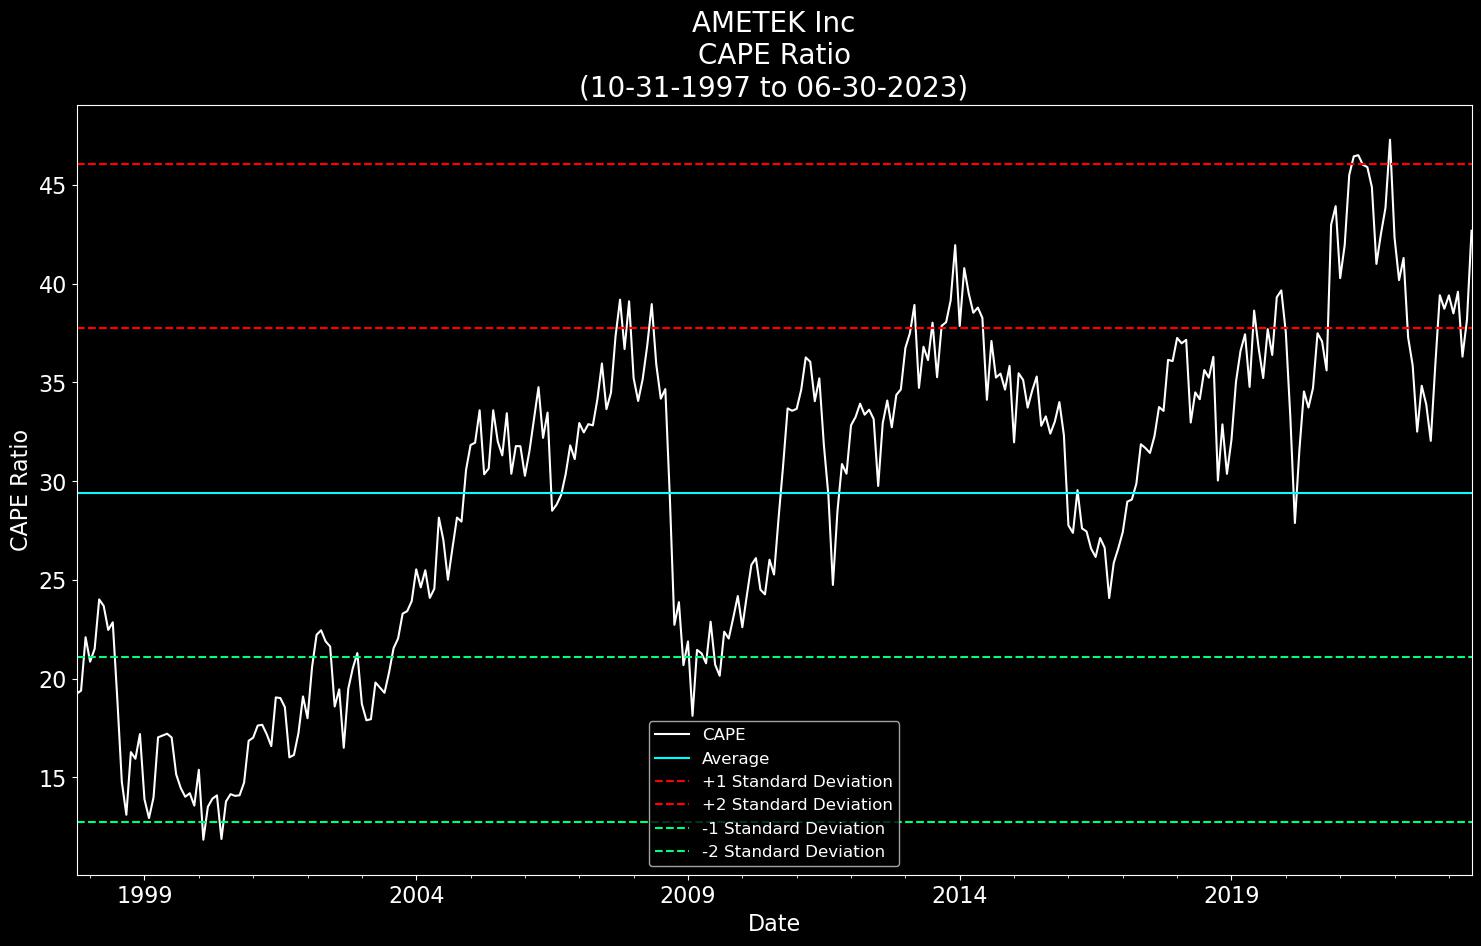 AMETEK Inc
CAPE Ratio
(10-31-1997 to 06-30-2023)
CAPE Ratio
45
40
35
30
25
20
15
CAPE
Average
+1 Standard Deviation
+2 Standard Deviation
-1 Standard Deviation
-2 Standard Deviation
1999 2004 2009 2014 2019
Date